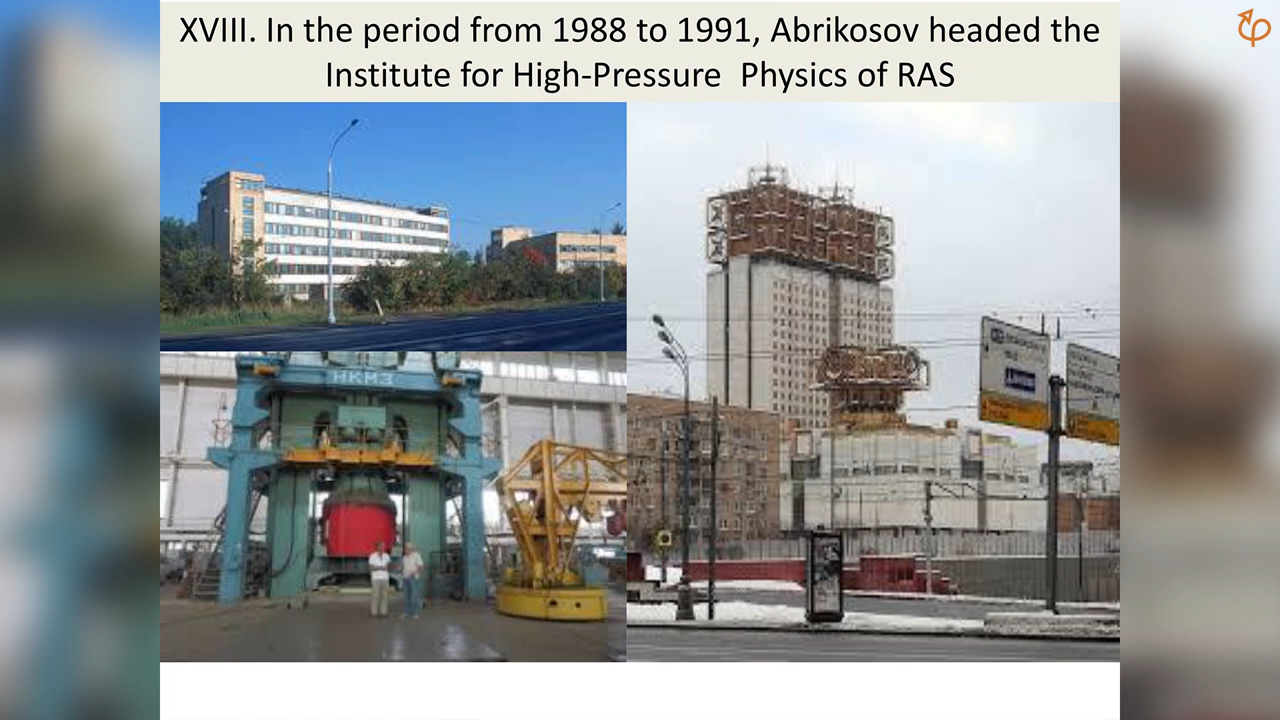 XVIII. In the period from 1988 to 1991, Abrikosov headed the
Institute for High-Pressure Physics of RAS
НКМЗ